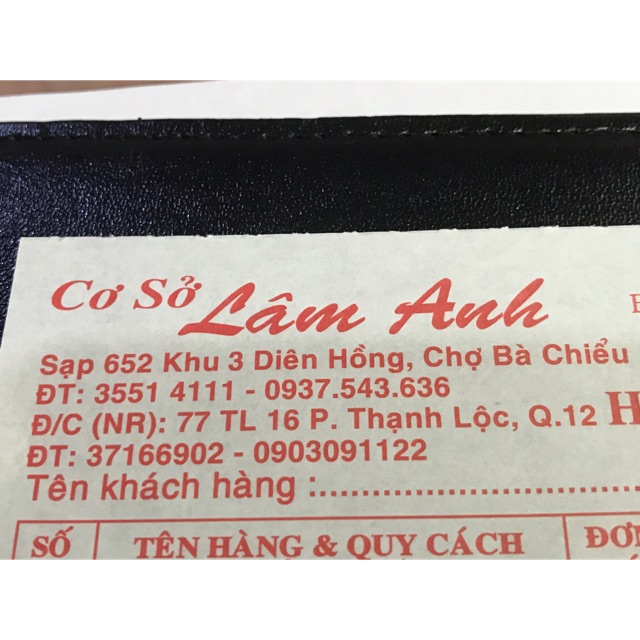 Cơ Sở Lâm Anh
Sạp 652 Khu 3 Diên Hồng, Chợ Bà Chiểu
ĐT: 3551 4111 - 0937.543.636
Đ/C (NR): 77 TL 16 P. Thạnh Lộc, Q.12
ĐT: 37166902 - 0903091122
Tên khách hàng :
SỐ TÊN HÀNG & QUY CÁCH